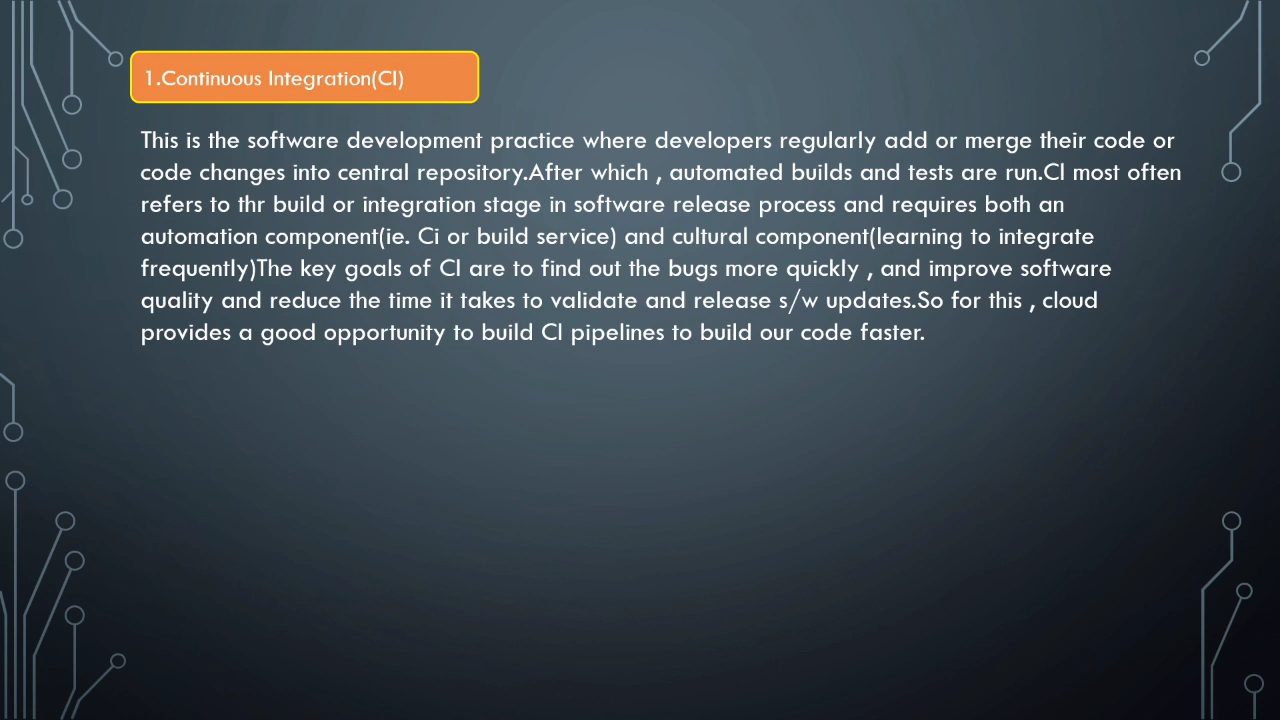 1.Continuous Integration(CI)
This is the software development practice where developers regularly add or merge their code or
code changes into central repository.After which , automated builds and tests are run.CI most often
refers to thr build or integration stage in software release process and requires both an
automation component(ie. Ci or build service) and cultural component(learning to integrate
frequently)The key goals of CI are to find out the bugs more quickly , and improve software
quality and reduce the time it takes to validate and release s/w updates.So for this , cloud
provides a good opportunity to build CI pipelines to build our code faster.